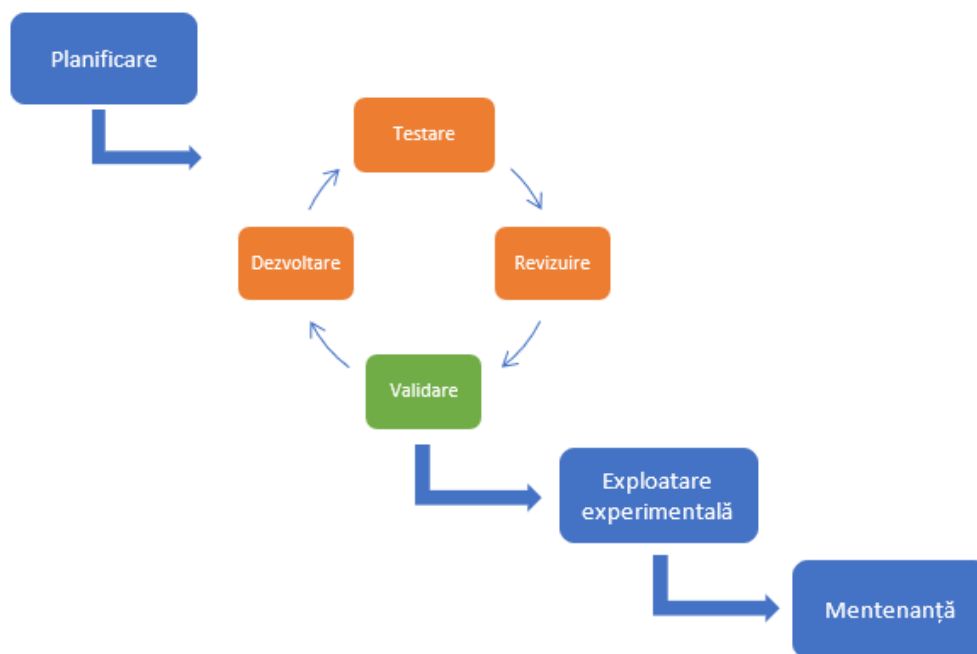 Planificare
Testare
Dezvoltare
Revizuire
Validare
Exploatare
experimentală
Mentenanță